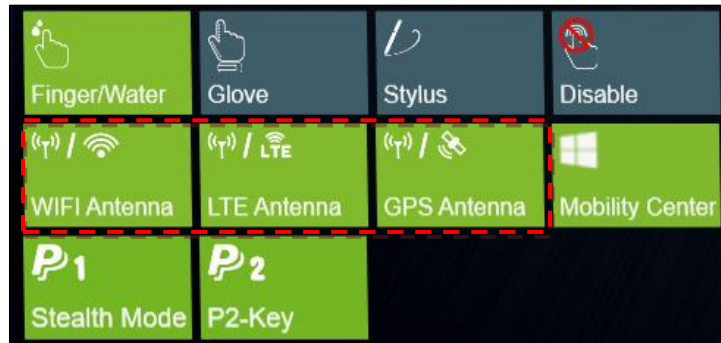 Finger/Water
Glove
Stylus
Disable
/
/ LTE
/
WIFI Antenna
LTE Antenna
GPS Antenna
Mobility Center
P1
P2
Stealth Mode
P2-Key